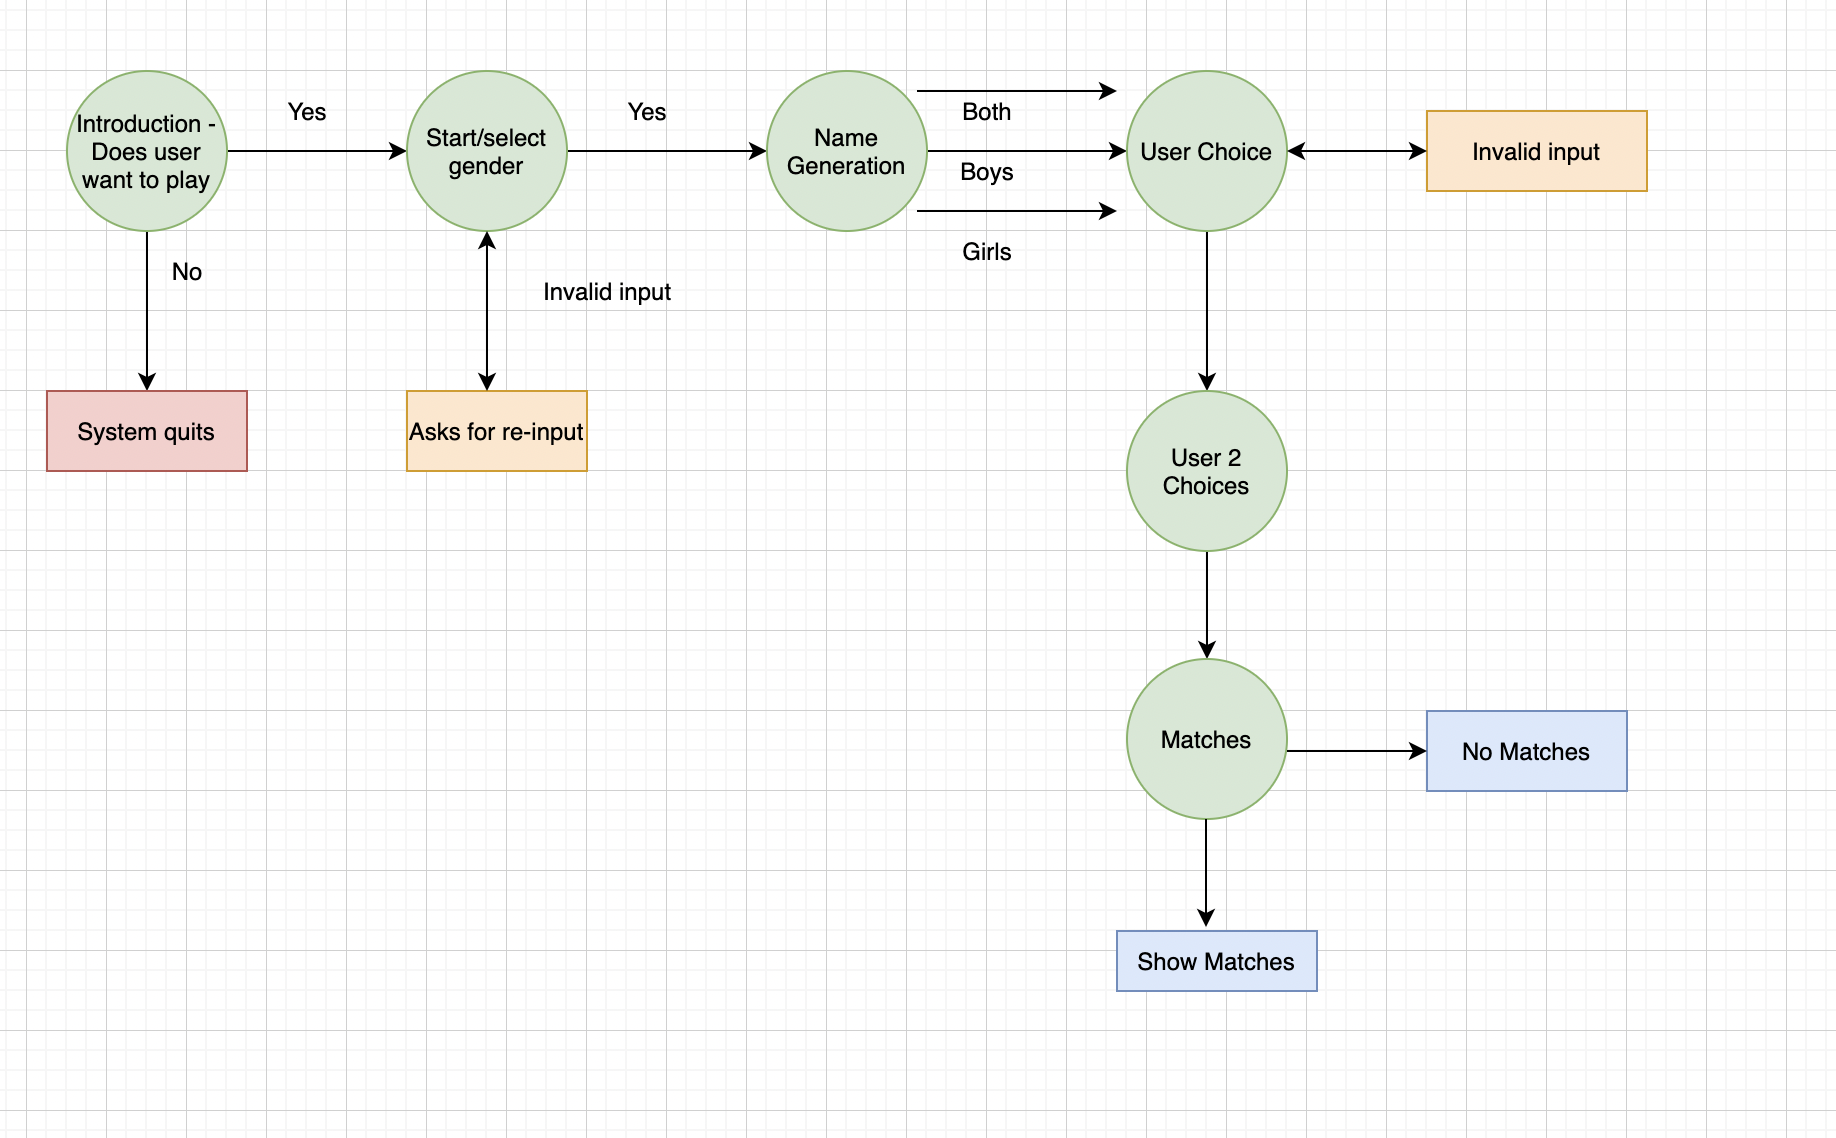 Introduction -
Does user
want to play
Yes
Start/select
gender
Yes
Name
Generation
Both
Boys
Girls
User Choice
Invalid input
No
Invalid input
System quits
Asks for re-input
User 2
Choices
Matches
No Matches
Show Matches